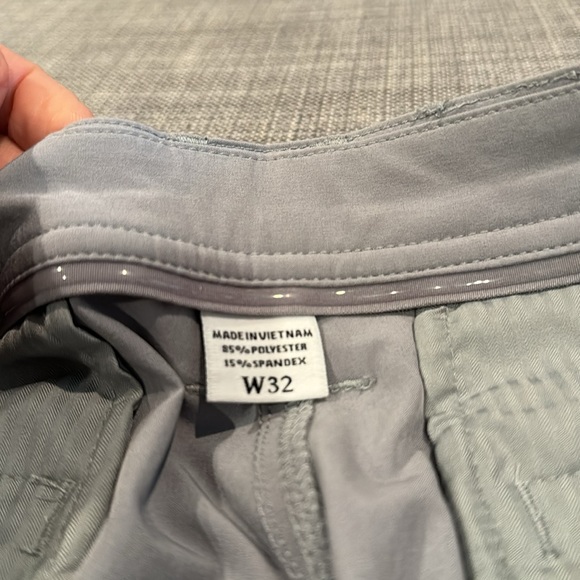 MADE IN VIETNAM
85% POLYESTER
15% SPANDEX
W32